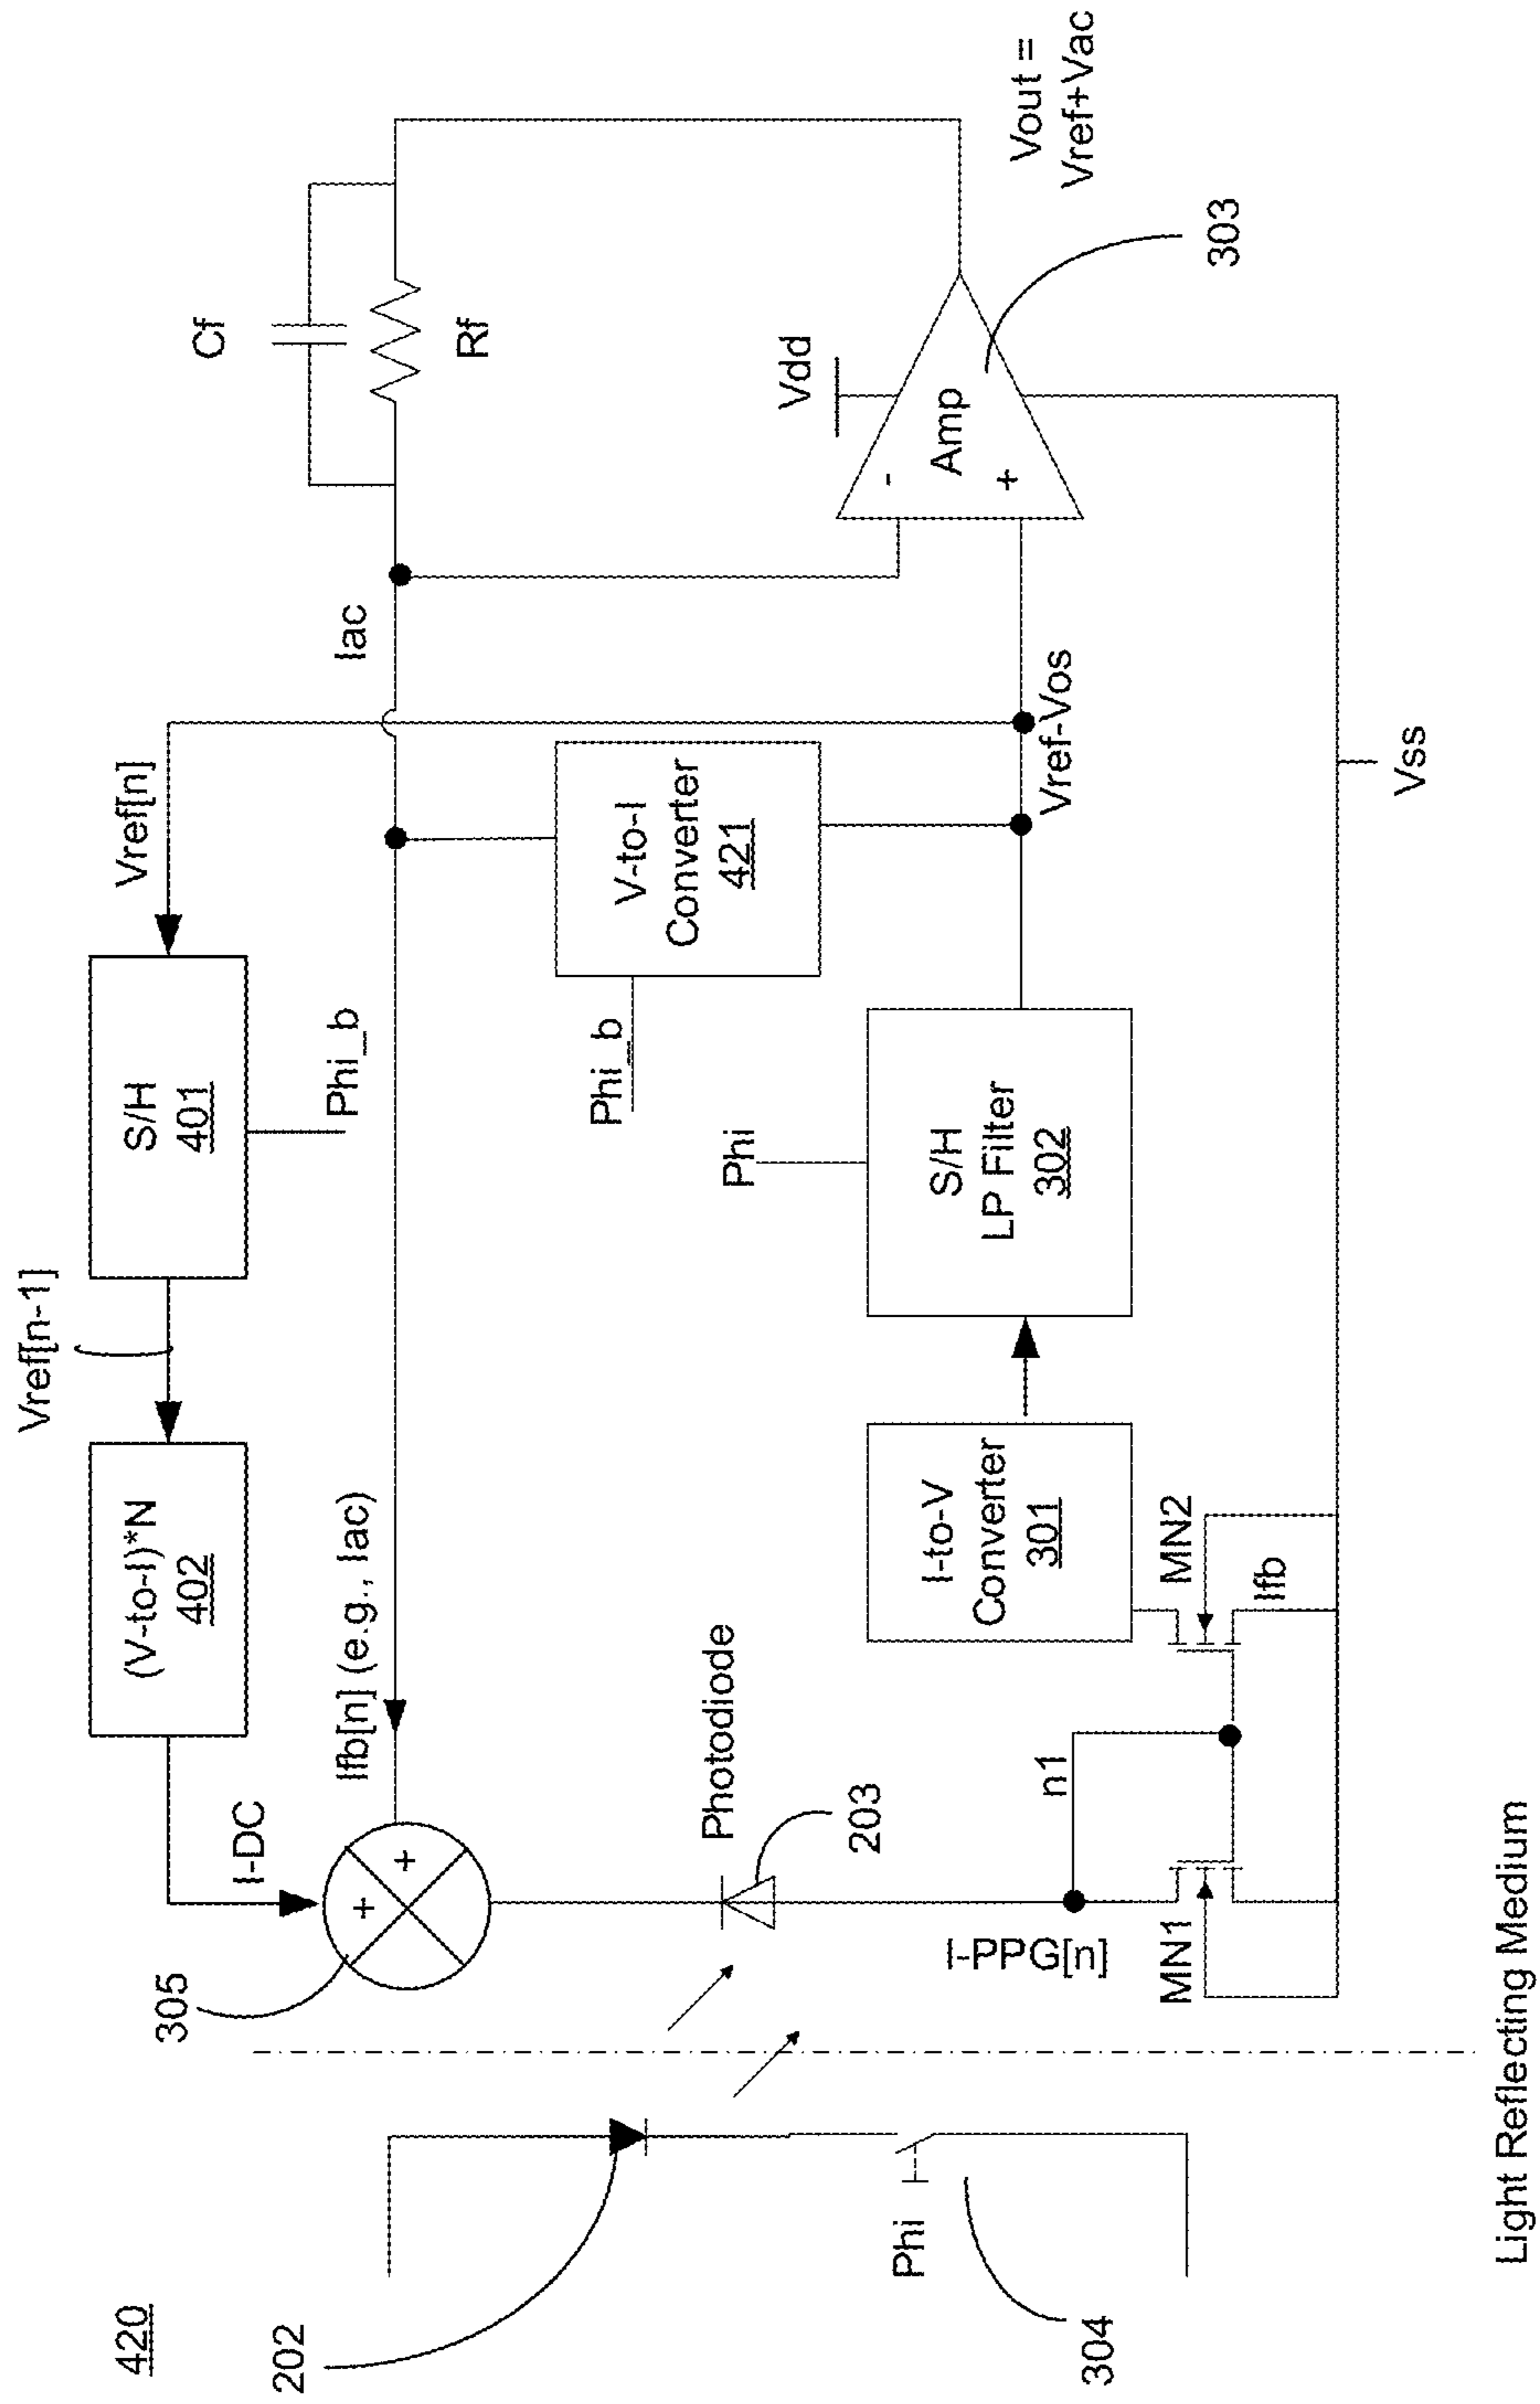 420
202
304
Phi
Light Reflecting Medium
305
I-DC
(V-to-I)*N
402
Vref[n-1]
S/H
401
Phi_b
Vref[n]
Ifb[n] (e.g., Iac)
Iac
Cf
Rf
Photodiode
203
I-PPG[n]
n1
MN1
MN2
Ifb
I-to-V
Converter
301
Phi
S/H
LP Filter
302
Phi_b
V-to-I
Converter
421
Vref-Vos
Vss
Vdd
-
+
Amp
303
Vout =
Vref+Vac
+
+